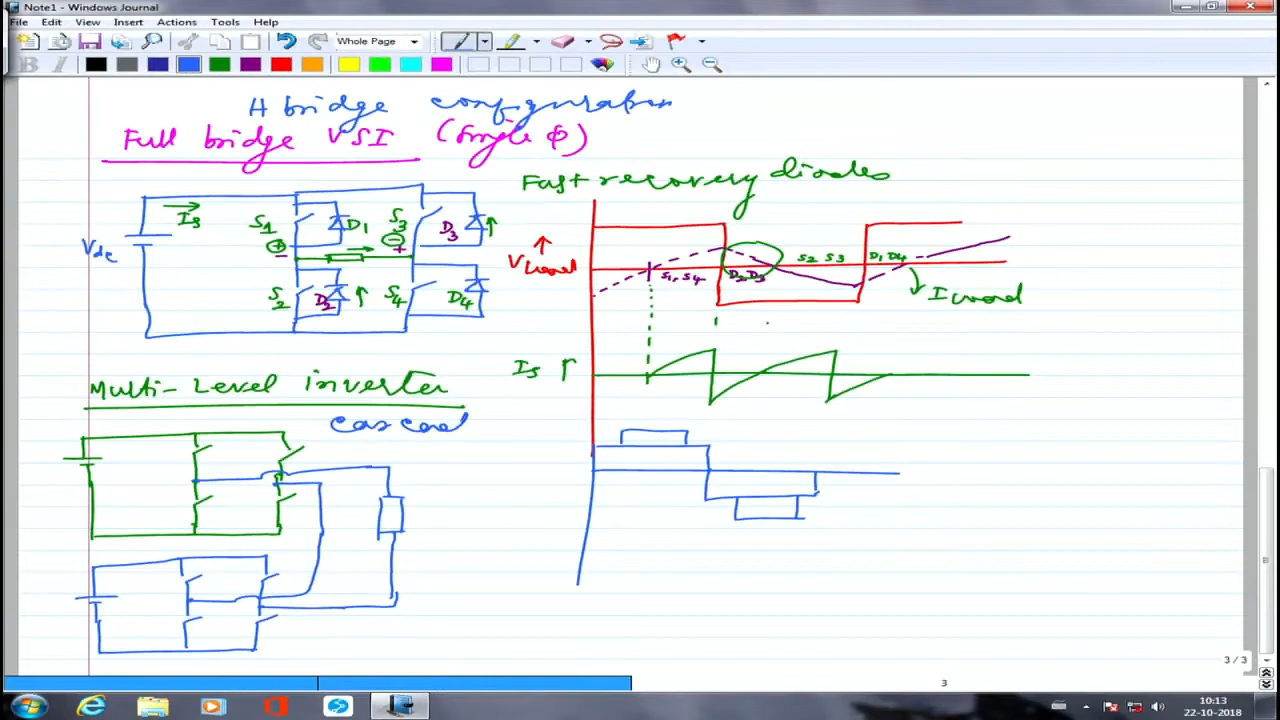 Note1 - Windows Journal
File Edit View Insert Actions Tools Help
Whole Page
B I
H bridge configuration
Full bridge VSI (Single Φ)
Fast recovery diodes
Is
Vdc
S1 D1 S3 D3
+ − − +
S2 D2 S4 D4
V load
S1, S4 D2 D3 S2 S3 D1 D4
I load
Is
Multi-Level inverter
3 / 3
3
10:13
22-10-2018